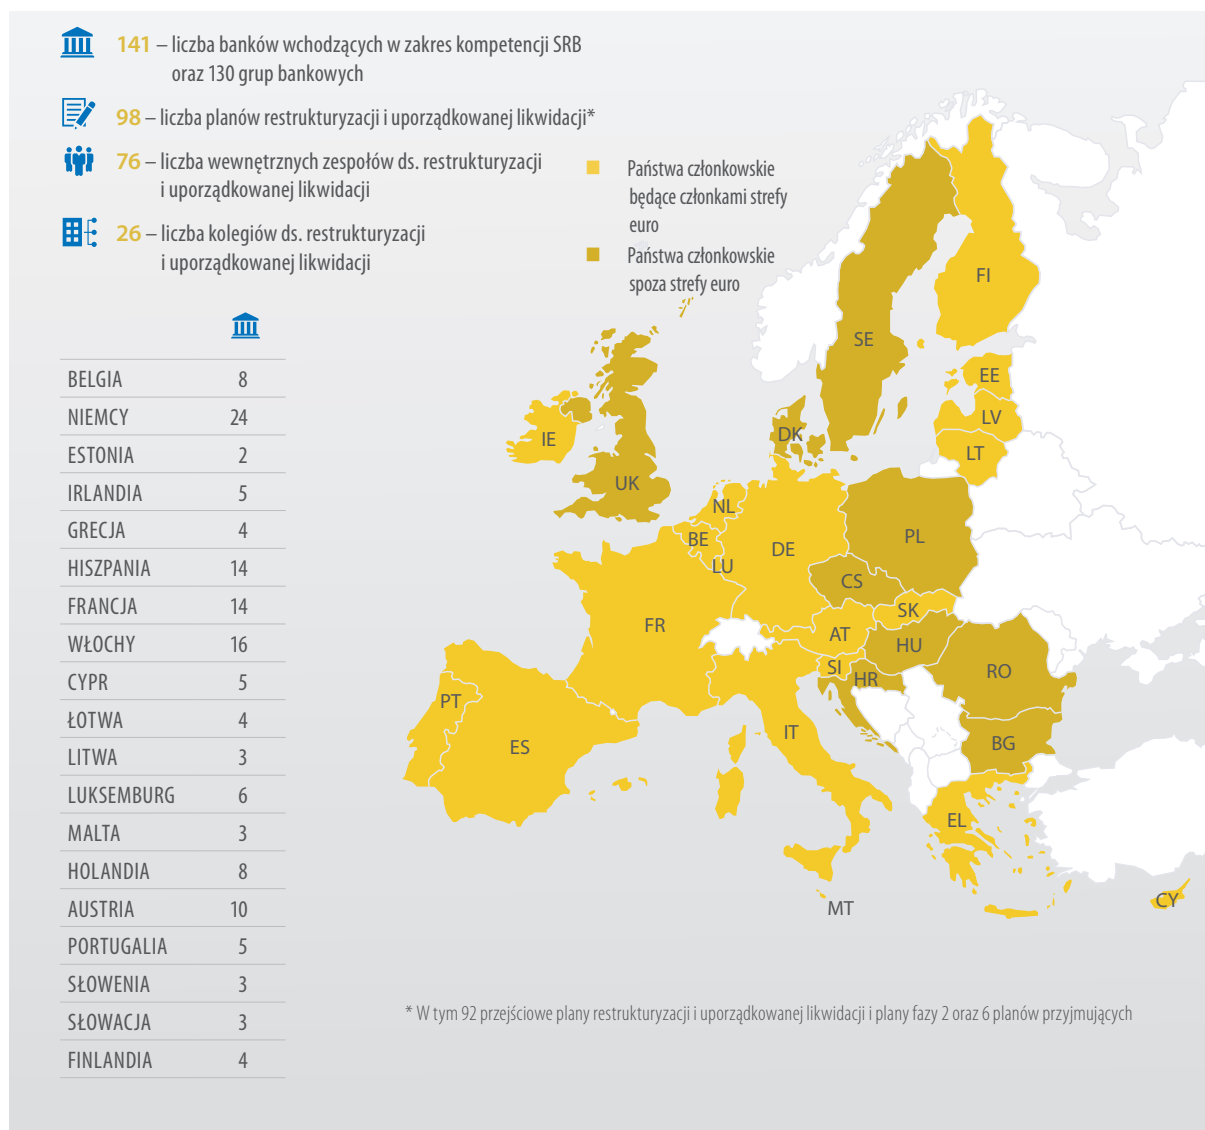 141 – liczba banków wchodzących w zakres kompetencji SRB
oraz 130 grup bankowych
98 – liczba planów restrukturyzacji i uporządkowanej likwidacji*
76 – liczba wewnętrznych zespołów ds. restrukturyzacji
i uporządkowanej likwidacji
26 – liczba kolegiów ds. restrukturyzacji
i uporządkowanej likwidacji
Państwa członkowskie
będące członkami strefy
euro
Państwa członkowskie
spoza strefy euro
BELGIA 8
NIEMCY 24
ESTONIA 2
IRLANDIA 5
GRECJA 4
HISZPANIA 14
FRANCJA 14
WŁOCHY 16
CYPR 5
ŁOTWA 4
LITWA 3
LUKSEMBURG 6
MALTA 3
HOLANDIA 8
AUSTRIA 10
PORTUGALIA 5
SŁOWENIA 3
SŁOWACJA 3
FINLANDIA 4
FI
SE
EE
LV
LT
DK
IE
UK
NL
BE
LU
DE
PL
CS
SK
AT
HU
FR
SI
HR
RO
PT
ES
IT
BG
EL
MT
CY
* W tym 92 przejściowe plany restrukturyzacji i uporządkowanej likwidacji i plany fazy 2 oraz 6 planów przyjmujących